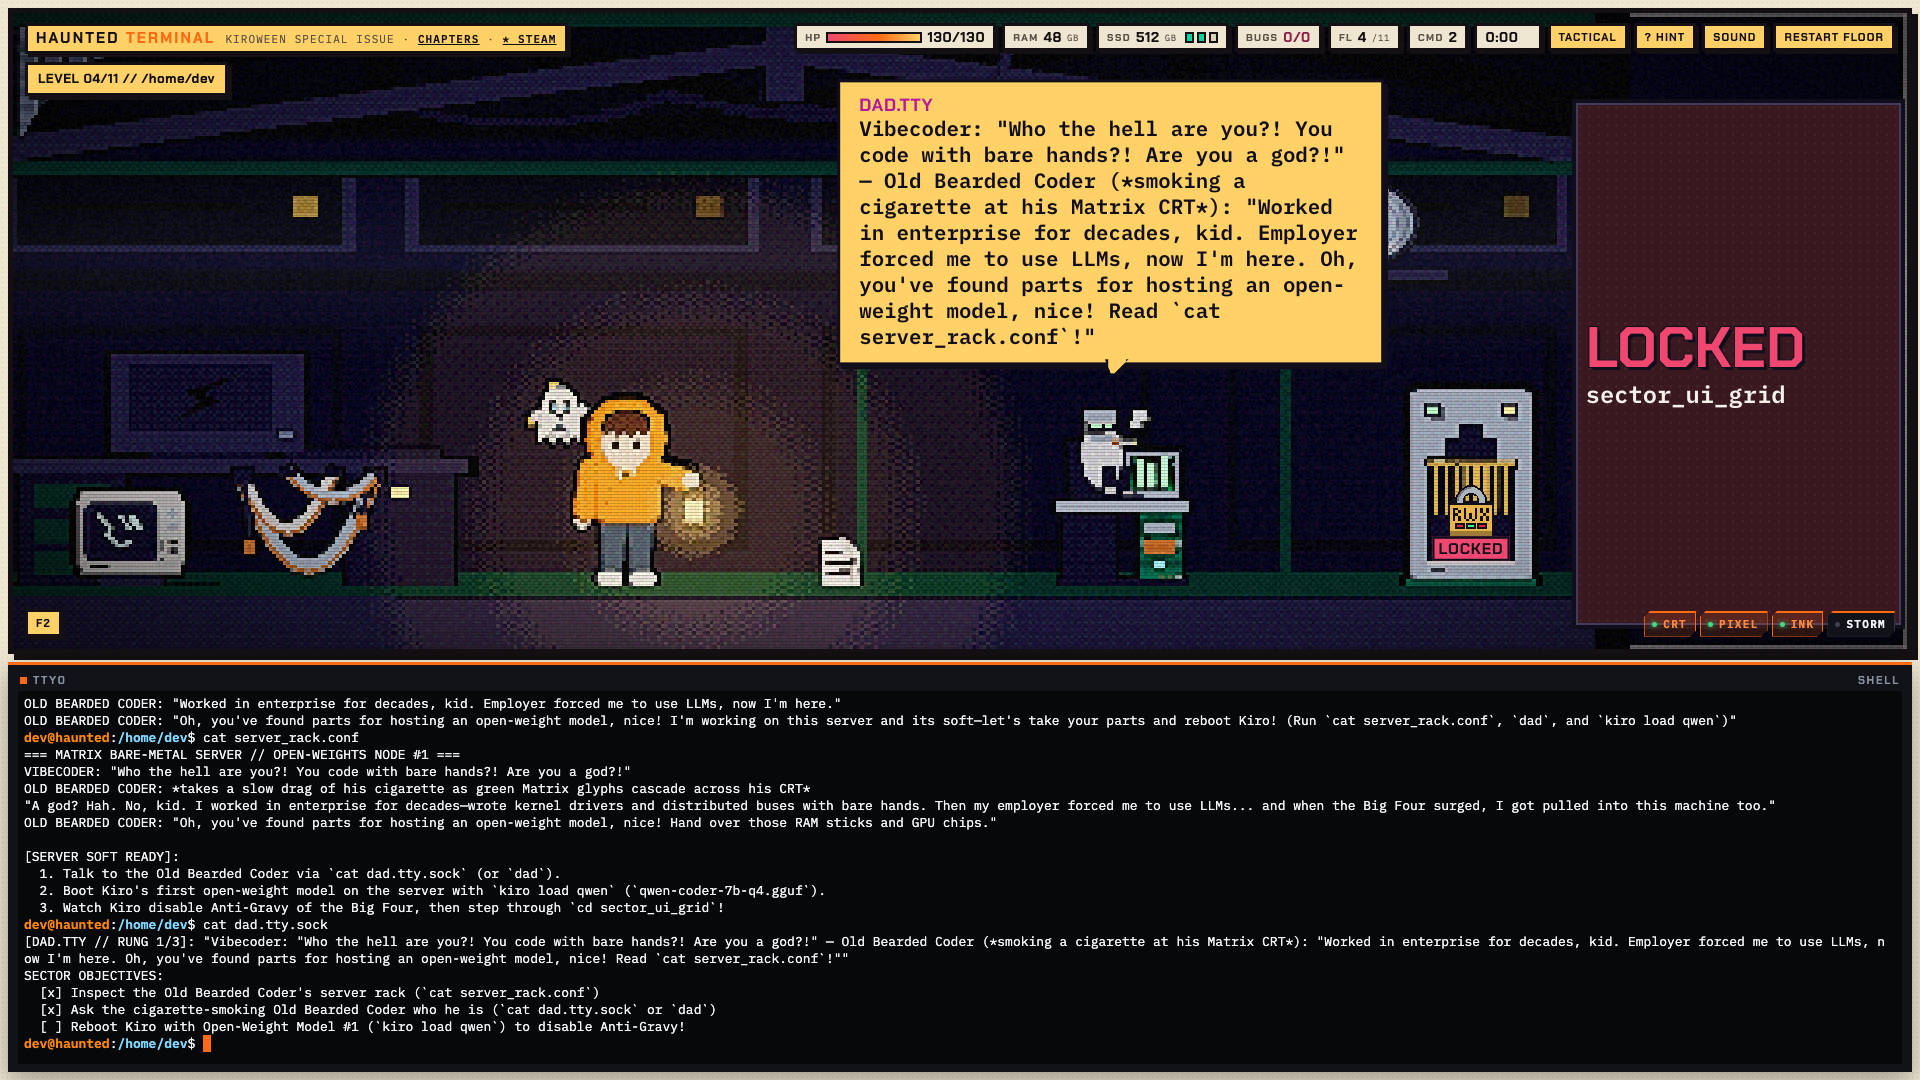 HAUNTED TERMINAL KIROWEEN SPECIAL ISSUE · CHAPTERS · * STEAM
HP 130/130 RAM 48 GB SSD 512 GB BUGS 0/0 FL 4 /11 CMD 2 0:00 TACTICAL ? HINT SOUND RESTART FLOOR
LEVEL 04/11 // /home/dev
DAD.TTY
Vibecoder: "Who the hell are you?! You
code with bare hands?! Are you a god?!"
— Old Bearded Coder (*smoking a
cigarette at his Matrix CRT*): "Worked
in enterprise for decades, kid. Employer
forced me to use LLMs, now I'm here. Oh,
you've found parts for hosting an open-
weight model, nice! Read `cat
server_rack.conf`!"
LOCKED
sector_ui_grid
RWX
LOCKED
F2
CRT PIXEL INK STORM
TTY0 SHELL
OLD BEARDED CODER: "Worked in enterprise for decades, kid. Employer forced me to use LLMs, now I'm here."
OLD BEARDED CODER: "Oh, you've found parts for hosting an open-weight model, nice! I'm working on this server and its soft—let's take your parts and reboot Kiro! (Run `cat server_rack.conf`, `dad`, and `kiro load qwen`)"
dev@haunted:/home/dev$ cat server_rack.conf
=== MATRIX BARE-METAL SERVER // OPEN-WEIGHTS NODE #1 ===
VIBECODER: "Who the hell are you?! You code with bare hands?! Are you a god?!"
OLD BEARDED CODER: *takes a slow drag of his cigarette as green Matrix glyphs cascade across his CRT*
"A god? Hah. No, kid. I worked in enterprise for decades—wrote kernel drivers and distributed buses with bare hands. Then my employer forced me to use LLMs... and when the Big Four surged, I got pulled into this machine too."
OLD BEARDED CODER: "Oh, you've found parts for hosting an open-weight model, nice! Hand over those RAM sticks and GPU chips."
[SERVER SOFT READY]:
1. Talk to the Old Bearded Coder via `cat dad.tty.sock` (or `dad`).
2. Boot Kiro's first open-weight model on the server with `kiro load qwen` (`qwen-coder-7b-q4.gguf`).
3. Watch Kiro disable Anti-Gravy of the Big Four, then step through `cd sector_ui_grid`!
dev@haunted:/home/dev$ cat dad.tty.sock
[DAD.TTY // RUNG 1/3]: "Vibecoder: "Who the hell are you?! You code with bare hands?! Are you a god?!" — Old Bearded Coder (*smoking a cigarette at his Matrix CRT*): "Worked in enterprise for decades, kid. Employer forced me to use LLMs, n
ow I'm here. Oh, you've found parts for hosting an open-weight model, nice! Read `cat server_rack.conf`!""
SECTOR OBJECTIVES:
[x] Inspect the Old Bearded Coder's server rack (`cat server_rack.conf`)
[x] Ask the cigarette-smoking Old Bearded Coder who he is (`cat dad.tty.sock` or `dad`)
[ ] Reboot Kiro with Open-Weight Model #1 (`kiro load qwen`) to disable Anti-Gravy!
dev@haunted:/home/dev$